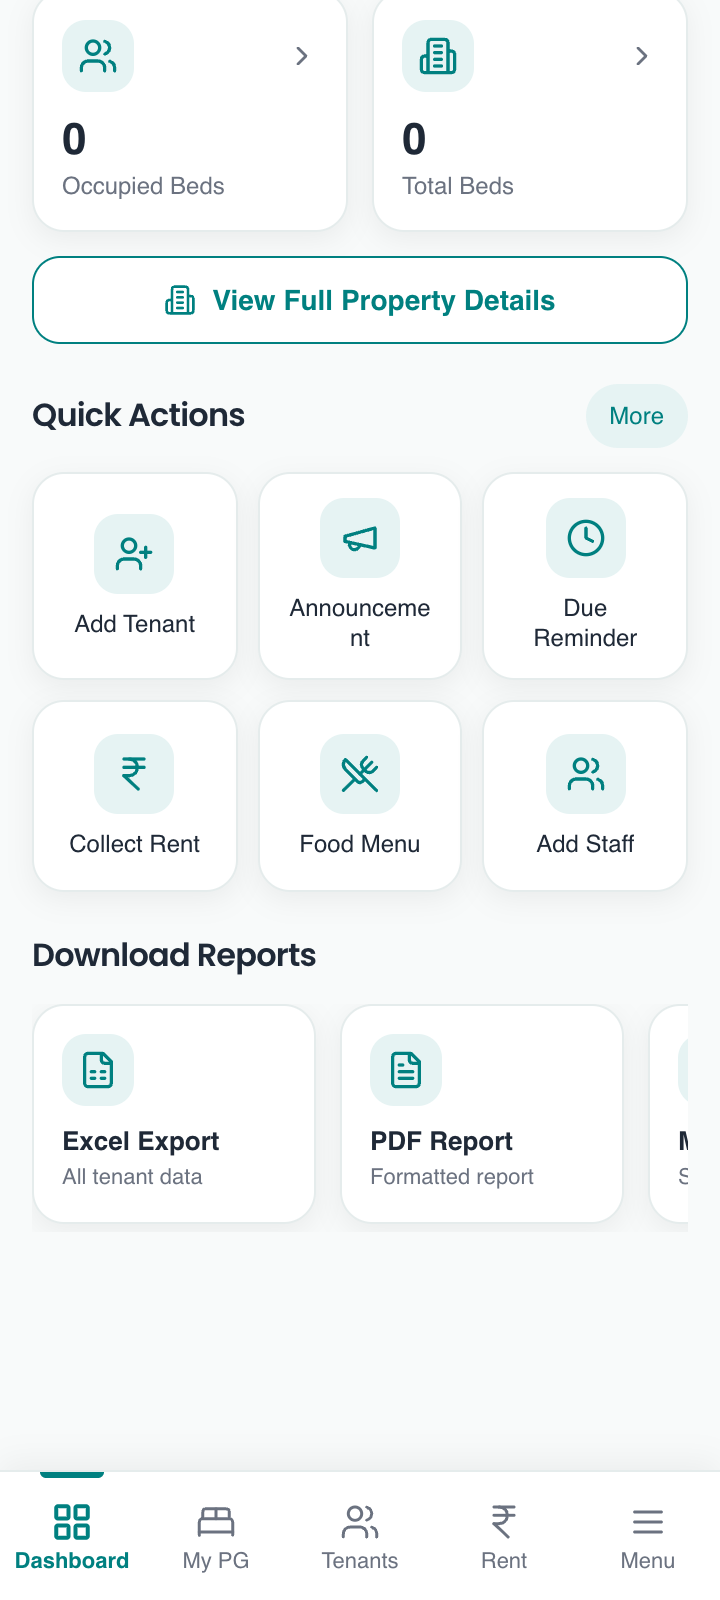 0
Occupied Beds
0
Total Beds
View Full Property Details
Quick Actions
More
Add Tenant
Announceme
nt
Due
Reminder
Collect Rent
Food Menu
Add Staff
Download Reports
Excel Export
All tenant data
PDF Report
Formatted report
Dashboard
My PG
Tenants
Rent
Menu